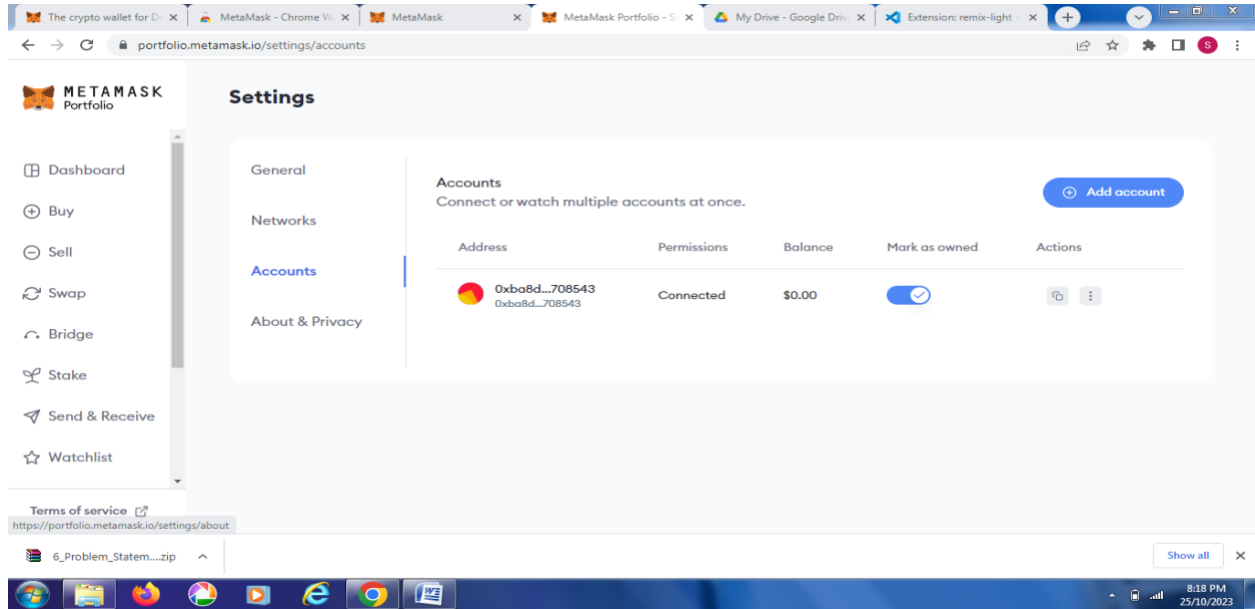 The crypto wallet for D
MetaMask - Chrome W
MetaMask
MetaMask Portfolio - S
My Drive - Google Driv
Extension: remix-light -
portfolio.metamask.io/settings/accounts
S
METAMASK
Portfolio
Settings
Dashboard
Buy
Sell
Swap
Bridge
Stake
Send & Receive
Watchlist
Terms of service
General
Networks
Accounts
About & Privacy
Accounts
Connect or watch multiple accounts at once.
Add account
Address Permissions Balance Mark as owned Actions
0xba8d...708543 Connected $0.00
0xba8d...708543
https://portfolio.metamask.io/settings/about
6_Problem_Statem....zip
Show all
8:18 PM
25/10/2023